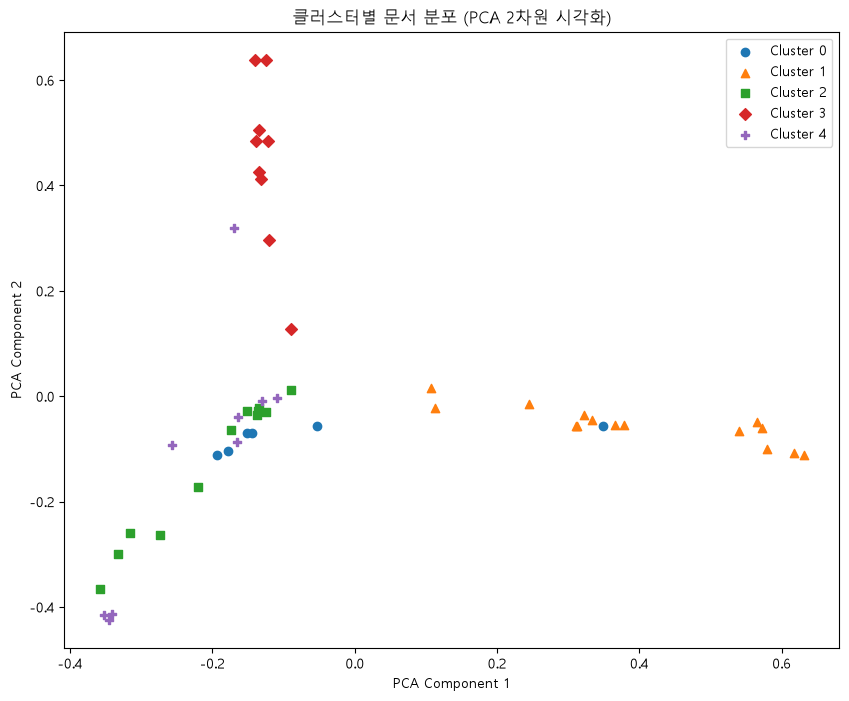 클러스터별 문서 분포 (PCA 2차원 시각화)
Cluster 0
Cluster 1
Cluster 2
Cluster 3
Cluster 4
PCA Component 2
0.6
0.4
0.2
0.0
-0.2
-0.4
-0.4
-0.2
0.0
0.2
0.4
0.6
PCA Component 1